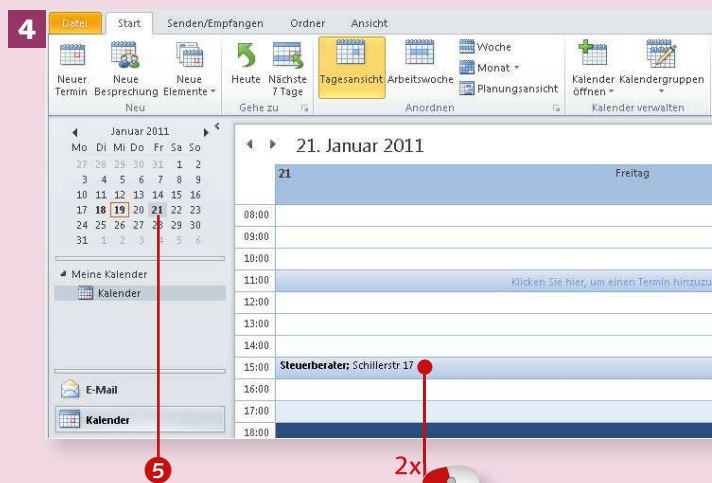 4
Datei Start Senden/Empfangen Ordner Ansicht
Neuer Termin
Neue Besprechung
Neue Elemente
Neu
Heute
Nächste 7 Tage
Gehe zu
Tagesansicht
Arbeitswoche
Woche
Monat
Planungsansicht
Anordnen
Kalender öffnen
Kalendergruppen
Kalender verwalten
Januar 2011
Mo Di Mi Do Fr Sa So
27 28 29 30 31 1 2
3 4 5 6 7 8 9
10 11 12 13 14 15 16
17 18 19 20 21 22 23
24 25 26 27 28 29 30
31 1 2 3 4 5 6
Meine Kalender
Kalender
E-Mail
Kalender
21. Januar 2011
21 Freitag
08:00
09:00
10:00
11:00 Klicken Sie hier, um einen Termin hinzuzu
12:00
13:00
14:00
15:00 Steuerberater; Schillerstr 17
16:00
17:00
18:00
5
2x